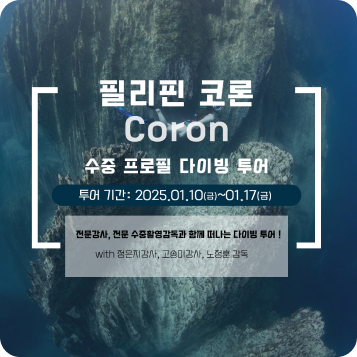 필리핀 코론
Coron
수중 프로필 다이빙 투어
투어 기간: 2025.01.10(금)~01.17(금)
전문강사, 전문 수중촬영감독과 함께 떠나는 다이빙 투어 !
with 정은지강사, 고송미강사, 노정훈 감독